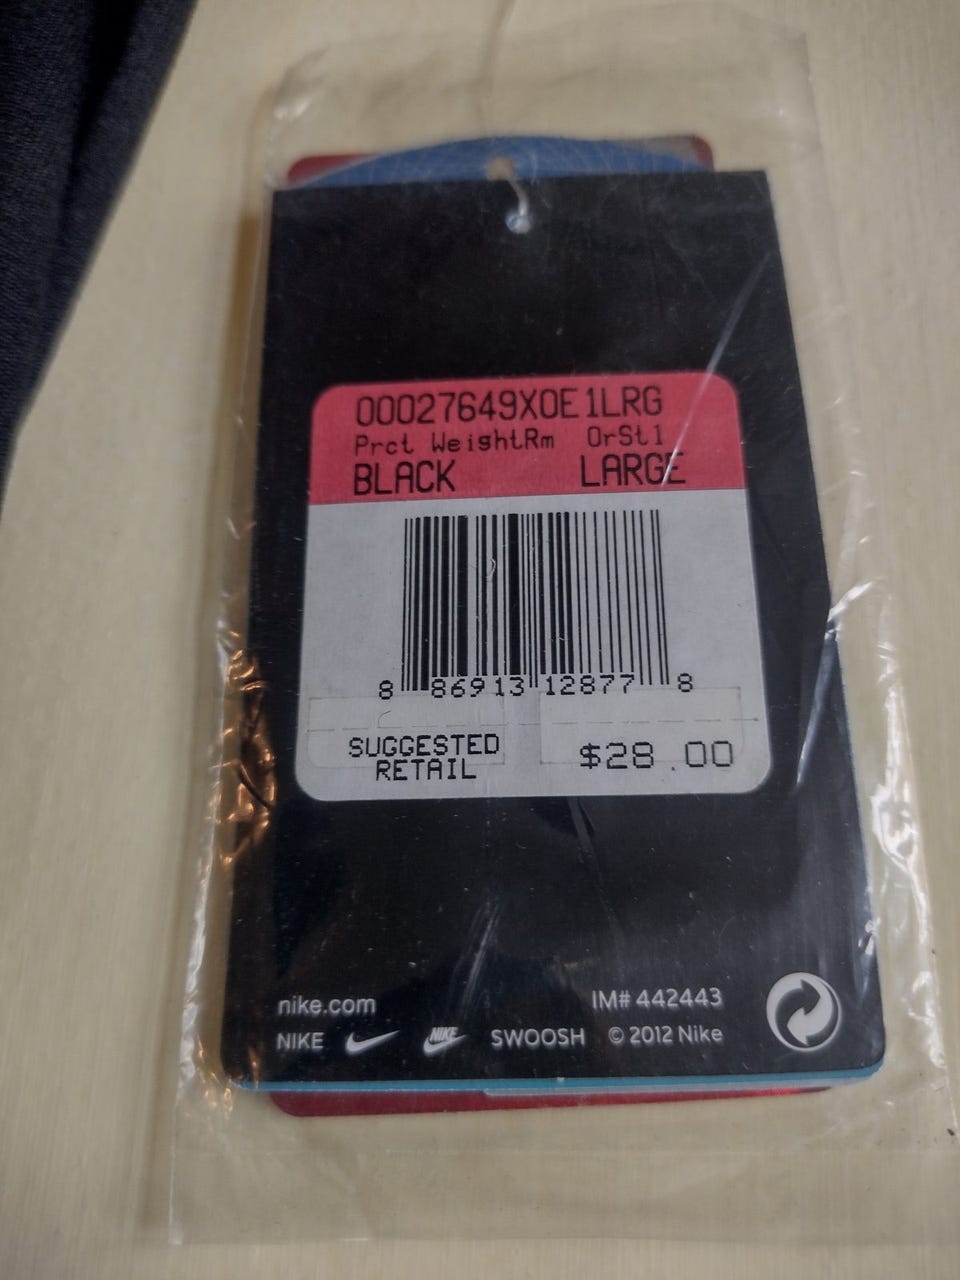 00027649X0E1LRG
Prct WeightRm OrSt1
BLACK LARGE
8 86913 12877 8
SUGGESTED RETAIL $28.00
nike.com IM# 442443
NIKE NIKE SWOOSH © 2012 Nike